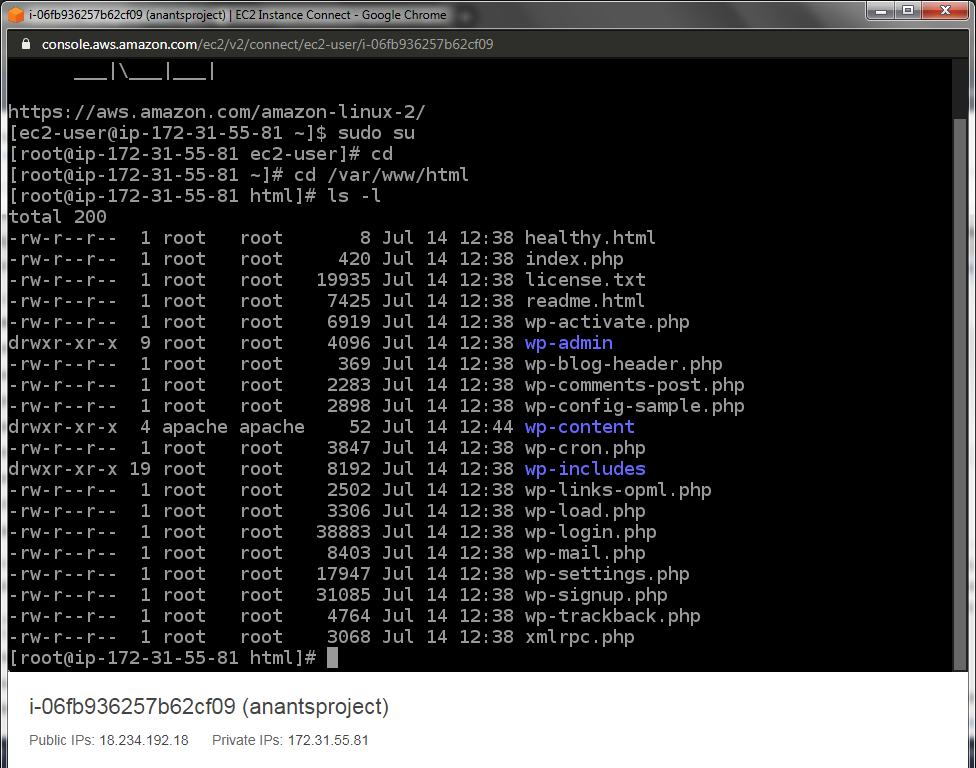 i-06fb936257b62cf09 (anantsproject) | EC2 Instance Connect - Google Chrome
console.aws.amazon.com/ec2/v2/connect/ec2-user/i-06fb936257b62cf09
___|\___|___|
https://aws.amazon.com/amazon-linux-2/
[ec2-user@ip-172-31-55-81 ~]$ sudo su
[root@ip-172-31-55-81 ec2-user]# cd
[root@ip-172-31-55-81 ~]# cd /var/www/html
[root@ip-172-31-55-81 html]# ls -l
total 200
-rw-r--r--  1 root   root       8 Jul 14 12:38 healthy.html
-rw-r--r--  1 root   root     420 Jul 14 12:38 index.php
-rw-r--r--  1 root   root   19935 Jul 14 12:38 license.txt
-rw-r--r--  1 root   root    7425 Jul 14 12:38 readme.html
-rw-r--r--  1 root   root    6919 Jul 14 12:38 wp-activate.php
drwxr-xr-x  9 root   root    4096 Jul 14 12:38 wp-admin
-rw-r--r--  1 root   root     369 Jul 14 12:38 wp-blog-header.php
-rw-r--r--  1 root   root    2283 Jul 14 12:38 wp-comments-post.php
-rw-r--r--  1 root   root    2898 Jul 14 12:38 wp-config-sample.php
drwxr-xr-x  4 apache apache    52 Jul 14 12:44 wp-content
-rw-r--r--  1 root   root    3847 Jul 14 12:38 wp-cron.php
drwxr-xr-x 19 root   root    8192 Jul 14 12:38 wp-includes
-rw-r--r--  1 root   root    2502 Jul 14 12:38 wp-links-opml.php
-rw-r--r--  1 root   root    3306 Jul 14 12:38 wp-load.php
-rw-r--r--  1 root   root   38883 Jul 14 12:38 wp-login.php
-rw-r--r--  1 root   root    8403 Jul 14 12:38 wp-mail.php
-rw-r--r--  1 root   root   17947 Jul 14 12:38 wp-settings.php
-rw-r--r--  1 root   root   31085 Jul 14 12:38 wp-signup.php
-rw-r--r--  1 root   root    4764 Jul 14 12:38 wp-trackback.php
-rw-r--r--  1 root   root    3068 Jul 14 12:38 xmlrpc.php
[root@ip-172-31-55-81 html]#
i-06fb936257b62cf09 (anantsproject)
Public IPs: 18.234.192.18 Private IPs: 172.31.55.81